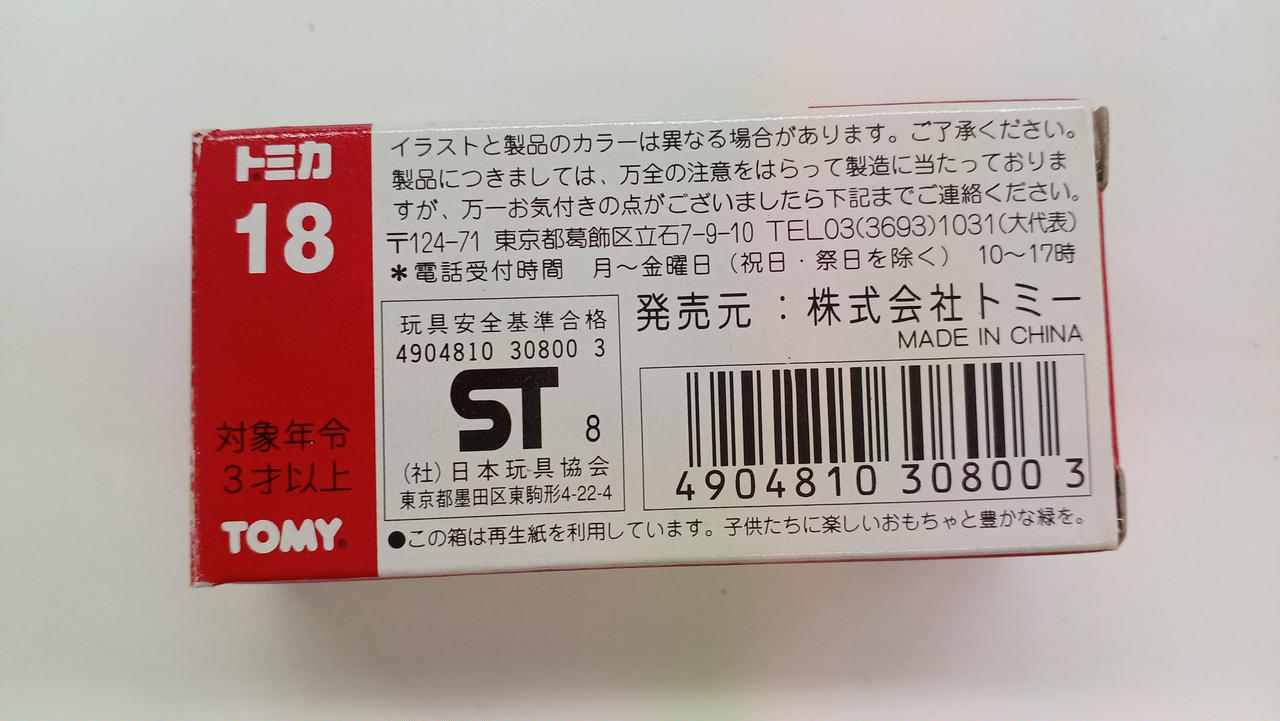 トミカ
18
対象年令
3才以上
TOMY
イラストと製品のカラーは異なる場合があります。ご了承ください。
製品につきましては、万全の注意をはらって製造に当たっておりま
すが、万一お気付きの点がございましたら下記までご連絡ください。
〒124-71 東京都葛飾区立石7-9-10 TEL03(3693)1031(大代表)
*電話受付時間 月~金曜日(祝日・祭日を除く) 10~17時
玩具安全基準合格
4904810 30800 3
ST 8
(社)日本玩具協会
東京都墨田区東駒形4-22-4
発売元:株式会社トミー
MADE IN CHINA
4904810 308003
●この箱は再生紙を利用しています。子供たちに楽しいおもちゃと豊かな緑を。